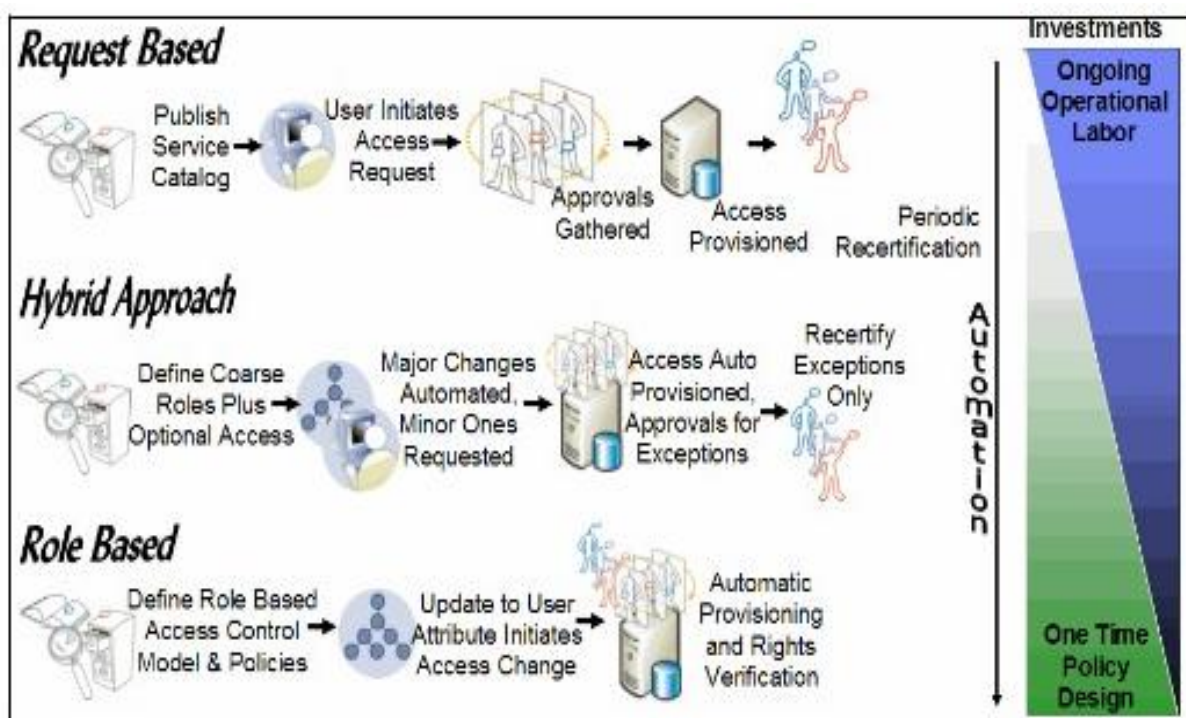 Request Based
Publish
Service
Catalog
User Initiates
Access
Request
Approvals
Gathered
Access
Provisioned
Periodic
Recertification
Hybrid Approach
Define Coarse
Roles Plus
Optional Access
Major Changes
Automated,
Minor Ones
Requested
Access Auto
Provisioned,
Approvals for
Exceptions
Recertify
Exceptions
Only
Role Based
Define Role Based
Access Control
Model & Policies
Update to User
Attribute Initiates
Access Change
Automatic
Provisioning
and Rights
Verification
Automation
Investments
Ongoing
Operational
Labor
One Time
Policy
Design